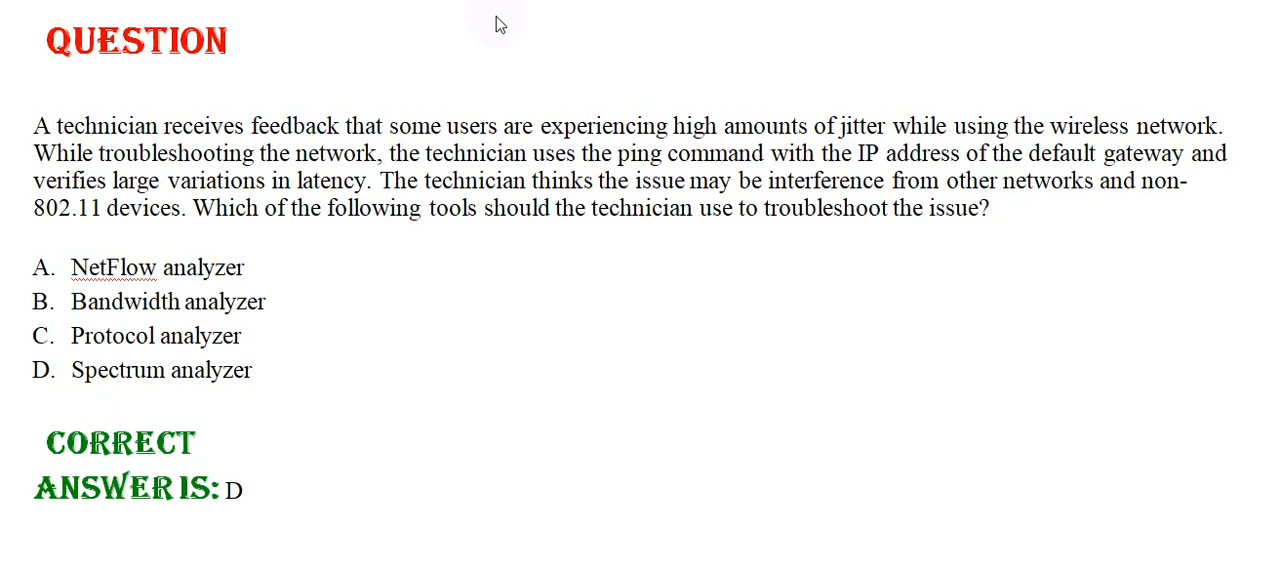 QUESTION
A technician receives feedback that some users are experiencing high amounts of jitter while using the wireless network.
While troubleshooting the network, the technician uses the ping command with the IP address of the default gateway and
verifies large variations in latency. The technician thinks the issue may be interference from other networks and non-
802.11 devices. Which of the following tools should the technician use to troubleshoot the issue?
A. NetFlow analyzer
B. Bandwidth analyzer
C. Protocol analyzer
D. Spectrum analyzer
CORRECT
ANSWER IS: D